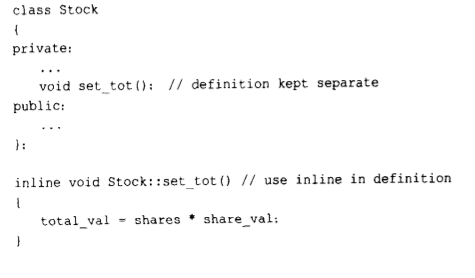 class Stock
{
private:
...
void set_tot(); // definition kept separate
public:
...
};
inline void Stock::set_tot() // use inline in definition
{
total_val = shares * share_val;
}